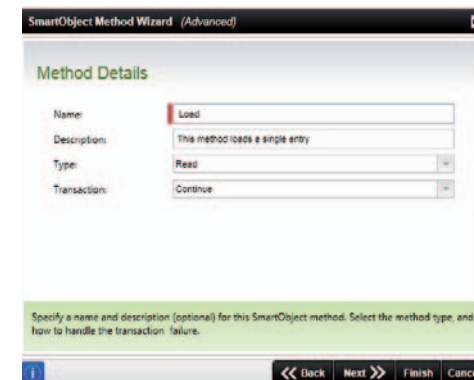 SmartObject Method Wizard (Advanced)
Method Details
Name: Load
Description: This method loads a single entry
Type: Read
Transaction: Continue
Specify a name and description (optional) for this SmartObject method. Select the method type, and
how to handle the transaction failure.
i << Back Next >> Finish Cance